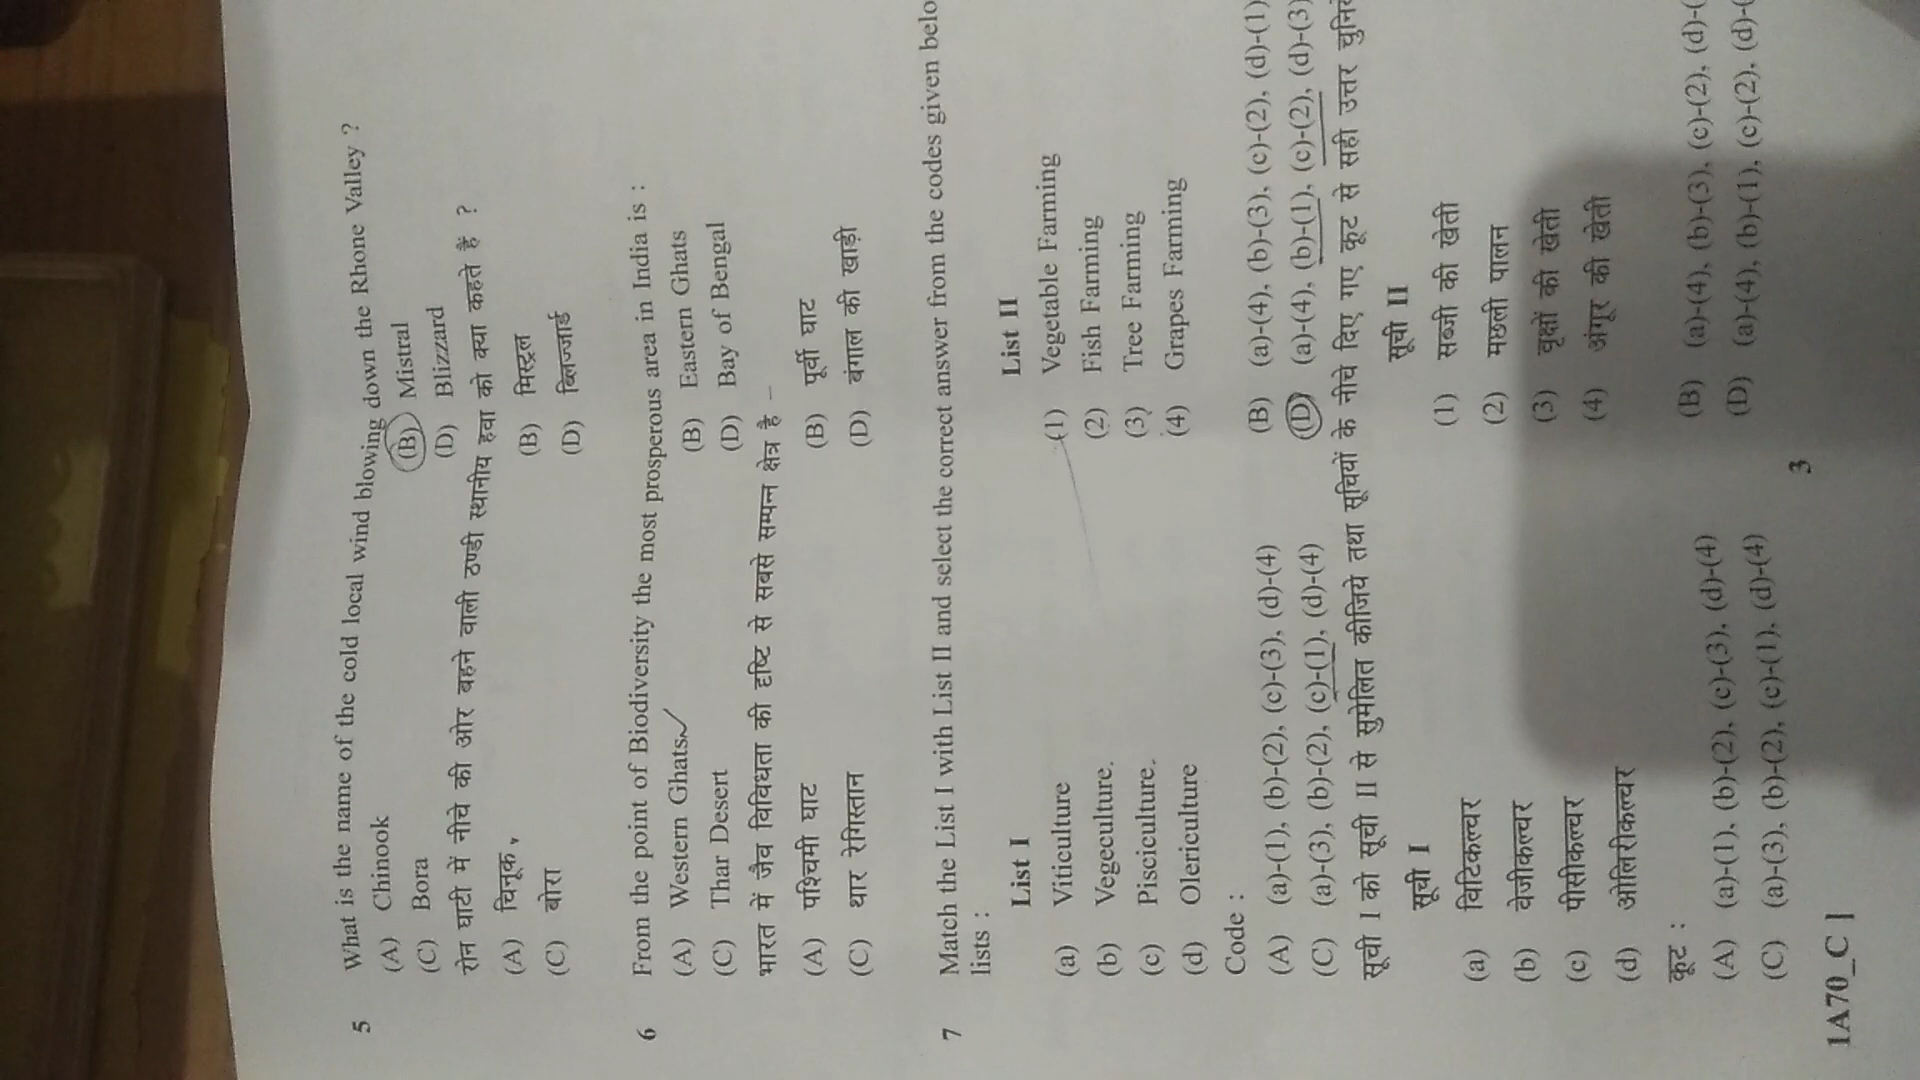 5 What is the name of the cold local wind blowing down the Rhone Valley ?
(A) Chinook (B) Mistral
(C) Bora (D) Blizzard
रोन घाटी में नीचे की ओर बहने वाली ठण्डी स्थानीय हवा को क्या कहते हैं ?
(A) चिनूक, (B) मिस्ट्रल
(C) बोरा (D) ब्लिज्जार्ड
6 From the point of Biodiversity the most prosperous area in India is :
(A) Western Ghats (B) Eastern Ghats
(C) Thar Desert (D) Bay of Bengal
भारत में जैव विविधता की दृष्टि से सबसे सम्पन्न क्षेत्र है –
(A) पश्चिमी घाट (B) पूर्वी घाट
(C) थार रेगिस्तान (D) बंगाल की खाड़ी
7 Match the List I with List II and select the correct answer from the codes given belo
lists :
List I List II
(a) Viticulture (1) Vegetable Farming
(b) Vegeculture. (2) Fish Farming
(c) Pisciculture. (3) Tree Farming
(d) Olericulture (4) Grapes Farming
Code :
(A) (a)-(1), (b)-(2), (c)-(3), (d)-(4) (B) (a)-(4), (b)-(3), (c)-(2), (d)-(1)
(C) (a)-(3), (b)-(2), (c)-(1), (d)-(4) (D) (a)-(4), (b)-(1), (c)-(2), (d)-(3)
सूची I को सूची II से सुमेलित कीजिये तथा सूचियों के नीचे दिए गए कूट से सही उत्तर
सूची I सूची II
(a) विटिकल्चर (1) सब्जी की खेती
(b) वेजीकल्चर (2) मछली पालन
(c) पीसीकल्चर (3) वृक्षों की खेती
(d) ओलिरीकल्चर (4) अंगूर की खेती
कूट :
(A) (a)-(1), (b)-(2), (c)-(3), (d)-(4) (B) (a)-(4), (b)-(3), (c)-(2), (d)-(
(C) (a)-(3), (b)-(2), (c)-(1), (d)-(4) (D) (a)-(4), (b)-(1), (c)-(2), (d)-(
1A70_C ] 3